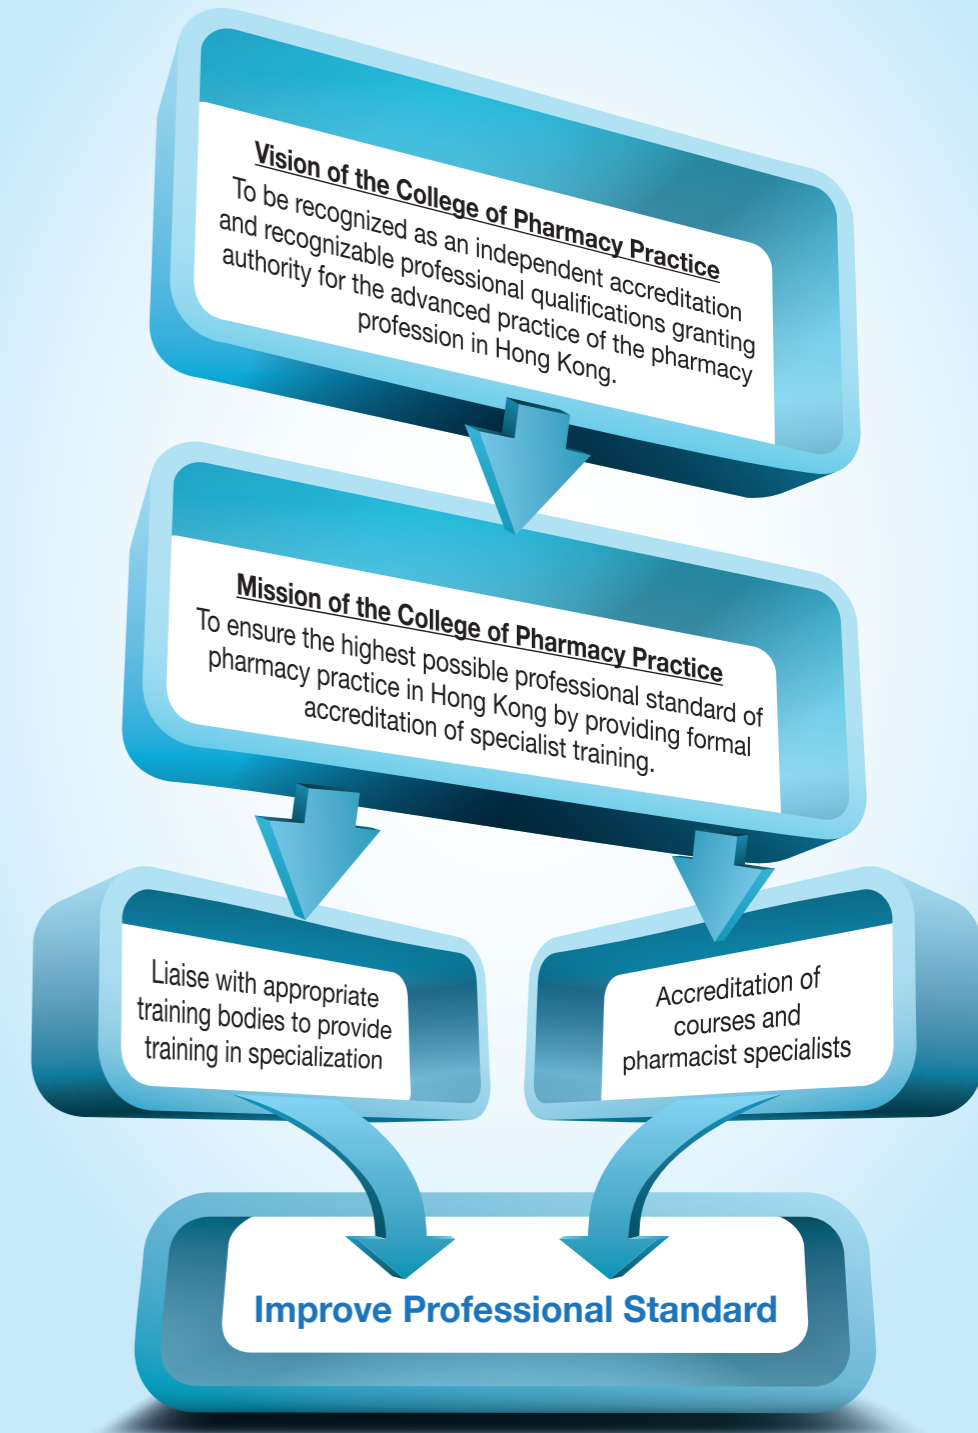 Vision of the College of Pharmacy Practice
To be recognized as an independent accreditation
and recognizable professional qualifications granting
authority for the advanced practice of the pharmacy
profession in Hong Kong.
Mission of the College of Pharmacy Practice
To ensure the highest possible professional standard of
pharmacy practice in Hong Kong by providing formal
accreditation of specialist training.
Liaise with appropriate
training bodies to provide
training in specialization
Accreditation of
courses and
pharmacist specialists
Improve Professional Standard